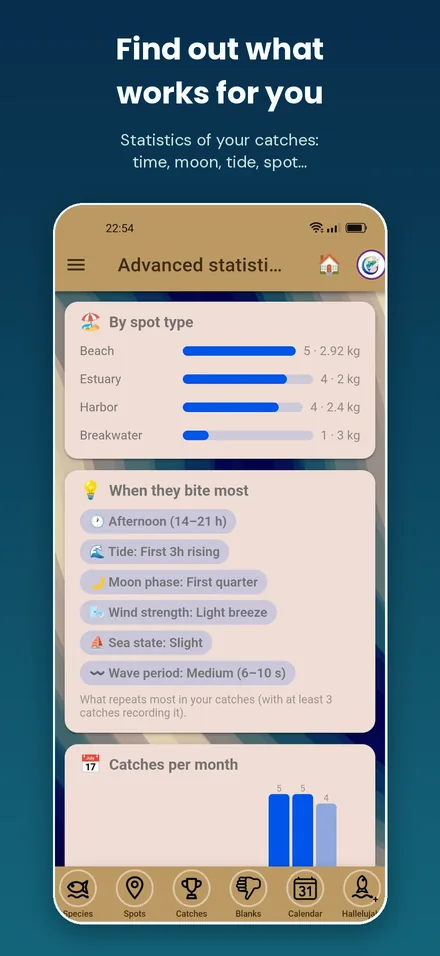 Find out what
works for you
Statistics of your catches:
time, moon, tide, spot...
22:54
Advanced statisti...
By spot type
Beach 5 · 2.92 kg
Estuary 4 · 2 kg
Harbor 4 · 2.4 kg
Breakwater 1 · 3 kg
When they bite most
Afternoon (14–21 h)
Tide: First 3h rising
Moon phase: First quarter
Wind strength: Light breeze
Sea state: Slight
Wave period: Medium (6–10 s)
What repeats most in your catches (with at least 3
catches recording it).
Catches per month
5 5 4
Species Spots Catches Blanks Calendar Halleluja